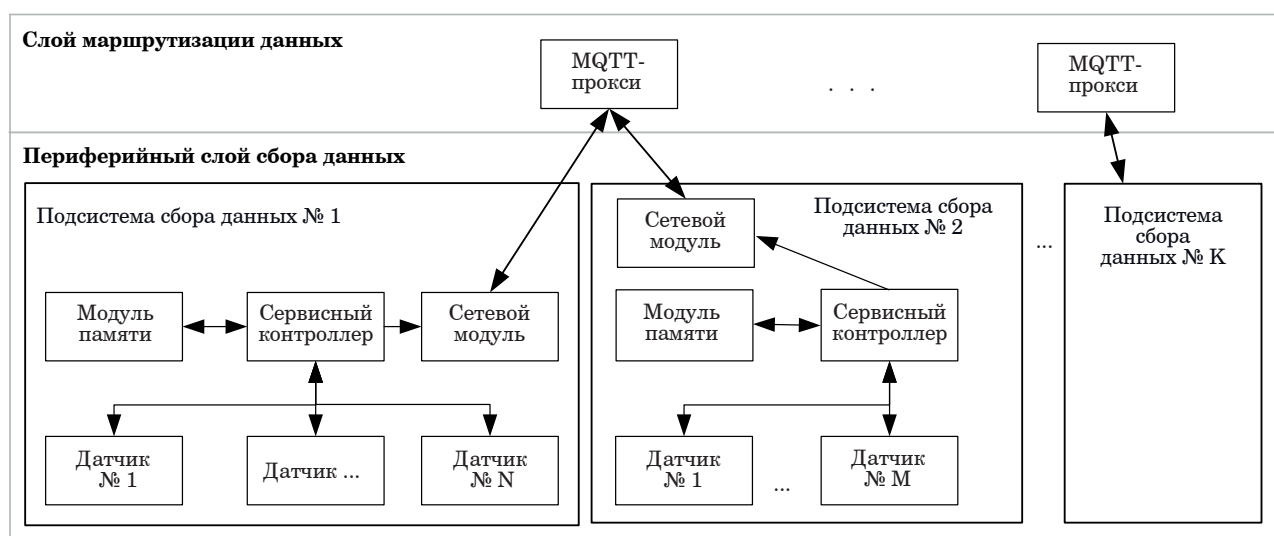 Слой маршрутизации данных
MQTT-
прокси
. . .
MQTT-
прокси
Периферийный слой сбора данных
Подсистема сбора данных № 1
Модуль
памяти
Сервисный
контроллер
Сетевой
модуль
Датчик
№ 1
Датчик ...
Датчик
№ N
Подсистема сбора
данных № 2
Сетевой
модуль
Модуль
памяти
Сервисный
контроллер
Датчик
№ 1
...
Датчик
№ M
...
Подсистема
сбора
данных № K